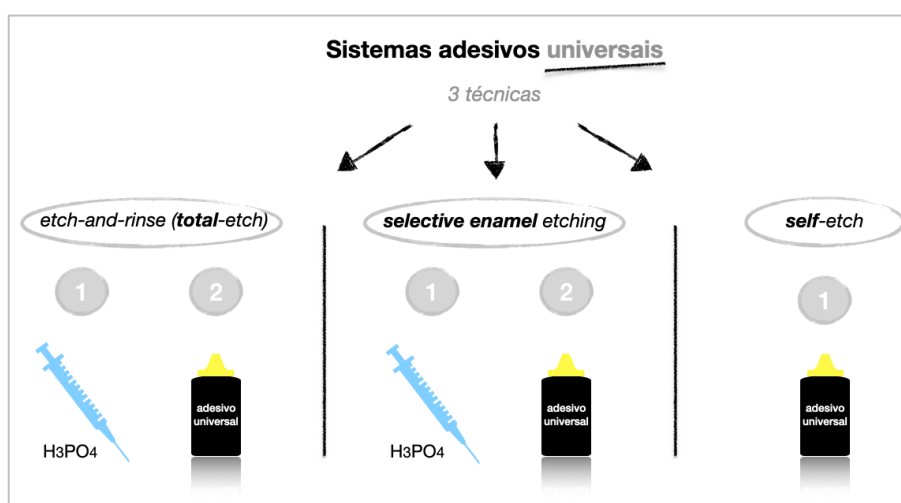 Sistemas adesivos universais
3 técnicas
etch-and-rinse (total-etch)
1
2
H3PO4
adesivo
universal
selective enamel etching
1
2
H3PO4
adesivo
universal
self-etch
1
adesivo
universal